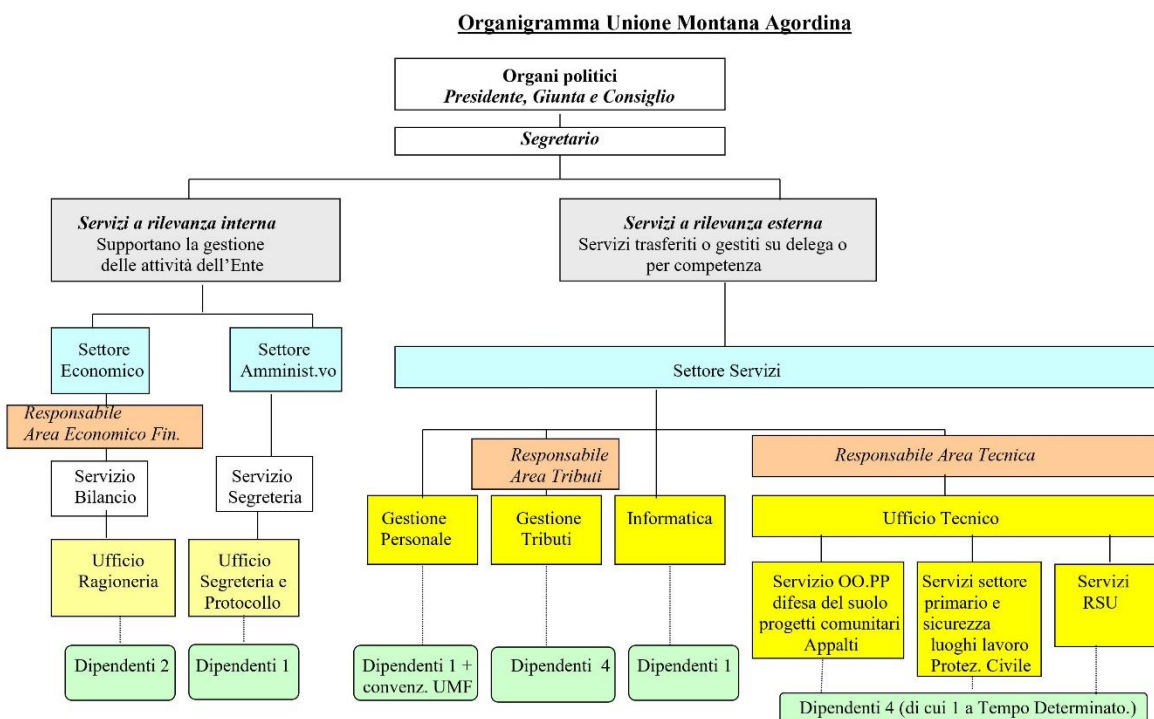 Organigramma Unione Montana Agordina
Organi politici
Presidente, Giunta e Consiglio
Segretario
Servizi a rilevanza interna
Supportano la gestione
delle attività dell’Ente
Servizi a rilevanza esterna
Servizi trasferiti o gestiti su delega o
per competenza
Settore
Economico
Settore
Amminist.vo
Settore Servizi
Responsabile
Area Economico Fin.
Responsabile
Area Tributi
Responsabile Area Tecnica
Servizio
Bilancio
Servizio
Segreteria
Gestione
Personale
Gestione
Tributi
Informatica
Ufficio Tecnico
Ufficio
Ragioneria
Ufficio
Segreteria e
Protocollo
Servizio OO.PP
difesa del suolo
progetti comunitari
Appalti
Servizi settore
primario e
sicurezza
luoghi lavoro
Protez. Civile
Servizi
RSU
Dipendenti 2
Dipendenti 1
Dipendenti 1 +
convenz. UMF
Dipendenti 4
Dipendenti 1
Dipendenti 4 (di cui 1 a Tempo Determinato.)